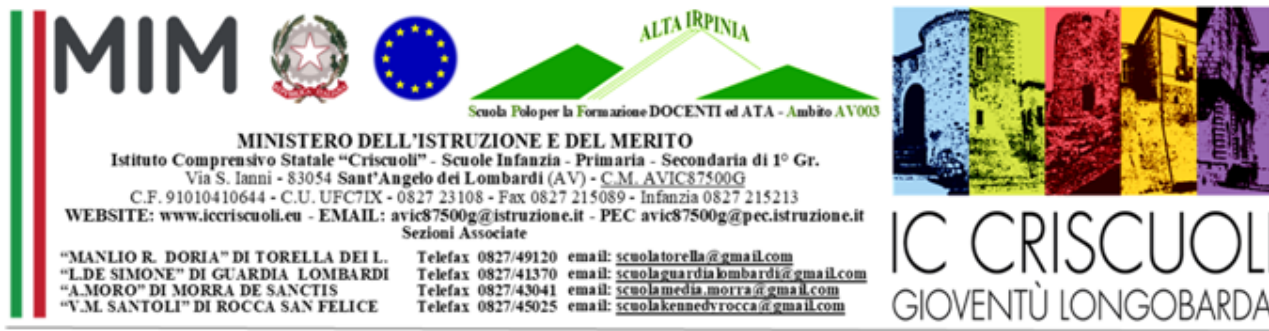 MIM
ALTA IRPINIA
Scuola Polo per la Formazione DOCENTI ed ATA - Ambito AV003
MINISTERO DELL'ISTRUZIONE E DEL MERITO
Istituto Comprensivo Statale “Criscuoli” - Scuole Infanzia - Primaria - Secondaria di 1° Gr.
Via S. Ianni - 83054 Sant'Angelo dei Lombardi (AV) - C.M. AVIC87500G
C.F. 91010410644 - C.U. UFC7IX - 0827 23108 - Fax 0827 215089 - Infanzia 0827 215213
WEBSITE: www.iccriscuoli.eu - EMAIL: avic87500g@istruzione.it - PEC avic87500g@pec.istruzione.it
Sezioni Associate
“MANLIO R. DORIA” DI TORELLA DEI L. Telefax 0827/49120 email: scuolatorella@gmail.com
“L.DE SIMONE” DI GUARDIA LOMBARDI Telefax 0827/41370 email: scuolaguardialombardi@gmail.com
“A.MORO” DI MORRA DE SANCTIS Telefax 0827/43041 email: scuolamedia.morra@gmail.com
“V.M. SANTOLI” DI ROCCA SAN FELICE Telefax 0827/45025 email: scuolakennedyrocca@gmail.com
IC CRISCUOLI
GIOVENTÙ LONGOBARDA